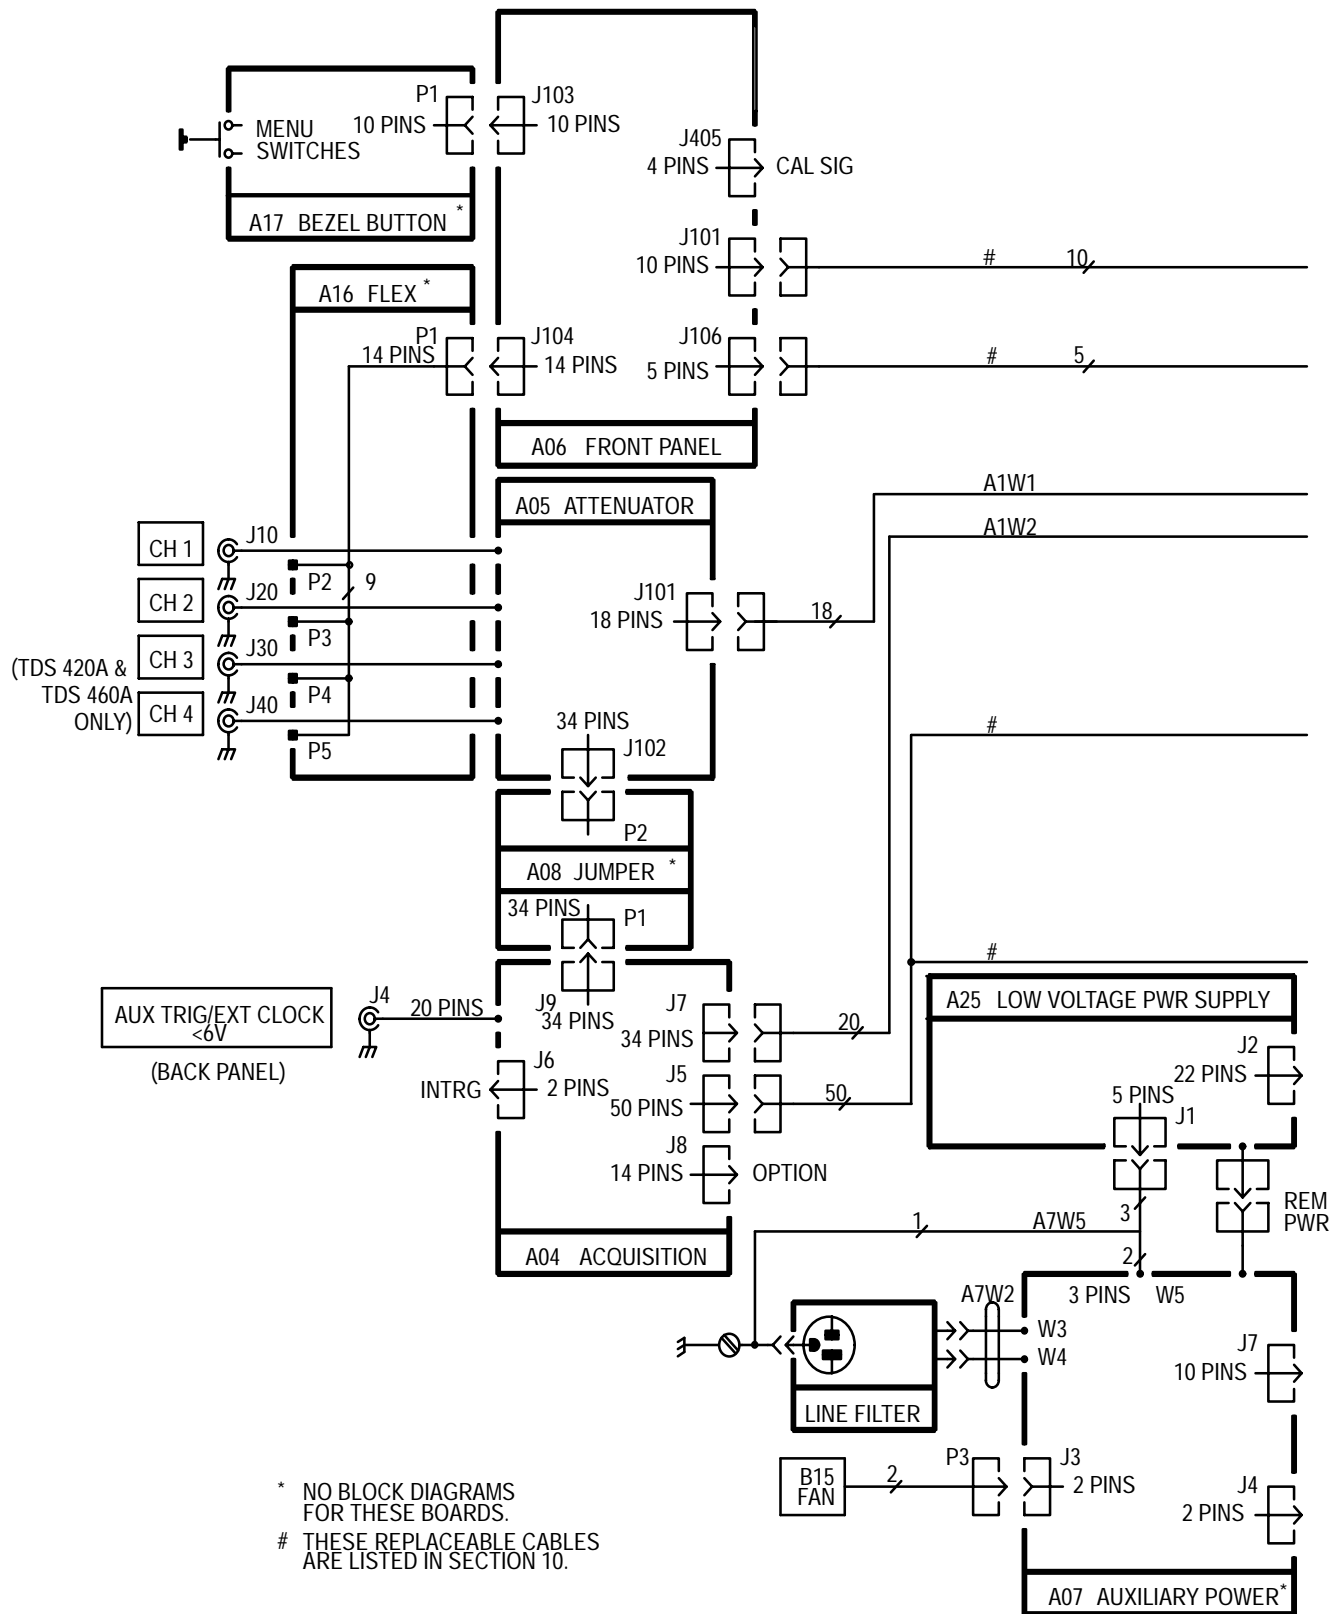 P1
J103
10 PINS
10 PINS
MENU
SWITCHES
A17 BEZEL BUTTON *
J405
4 PINS
CAL SIG
J101
10 PINS
#
10
A16 FLEX *
P1
14 PINS
J104
14 PINS
J106
5 PINS
#
5
A06 FRONT PANEL
A05 ATTENUATOR
A1W1
A1W2
CH 1
J10
P2
9
CH 2
J20
J101
18 PINS
18
P3
(TDS 420A &
TDS 460A
ONLY)
CH 3
J30
P4
CH 4
J40
P5
34 PINS
J102
#
P2
A08 JUMPER *
34 PINS
P1
#
AUX TRIG/EXT CLOCK
<6V
(BACK PANEL)
J4
20 PINS
J9
34 PINS
J7
34 PINS
20
A25 LOW VOLTAGE PWR SUPPLY
J2
22 PINS
INTRG
J6
2 PINS
J5
50 PINS
50
5 PINS
J1
J8
14 PINS
OPTION
REM
PWR
3
1
A7W5
A04 ACQUISITION
2
3 PINS
W5
A7W2
W3
W4
J7
10 PINS
LINE FILTER
B15
FAN
2
P3
J3
2 PINS
J4
2 PINS
A07 AUXILIARY POWER *
* NO BLOCK DIAGRAMS
FOR THESE BOARDS.
# THESE REPLACEABLE CABLES
ARE LISTED IN SECTION 10.